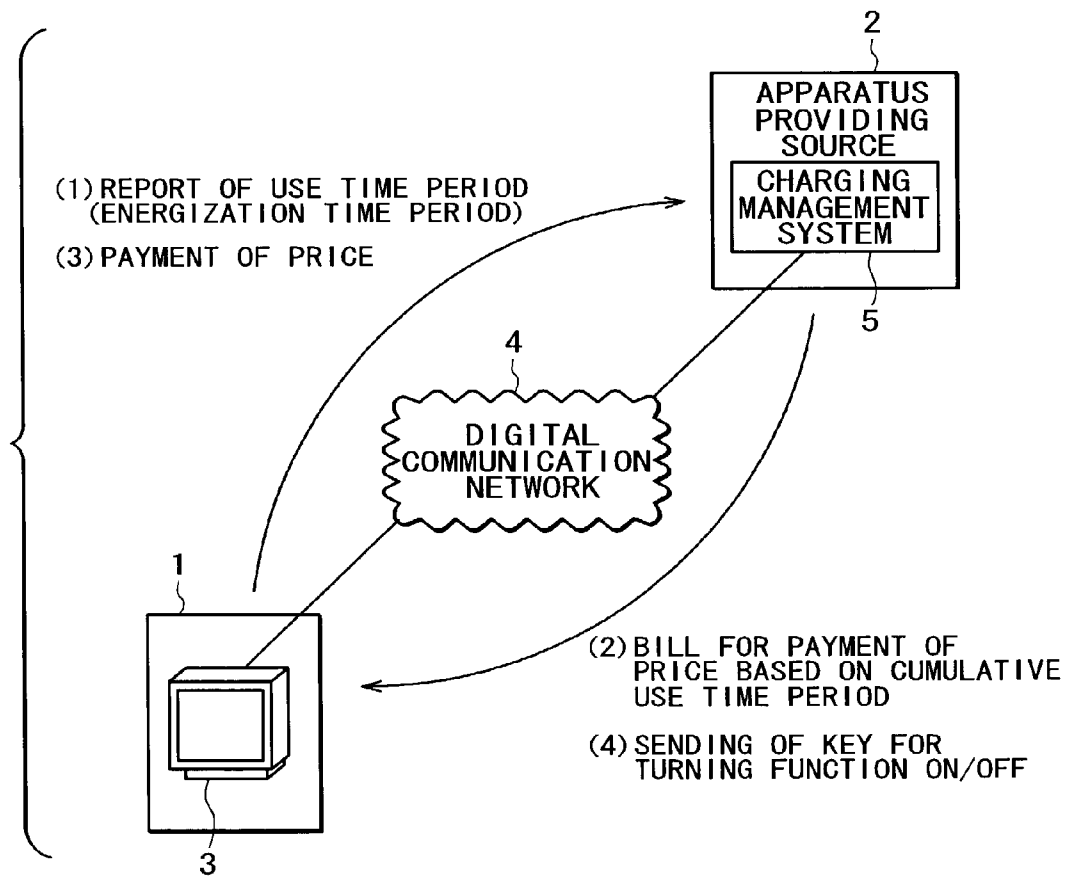 2
APPARATUS
PROVIDING
SOURCE
CHARGING
MANAGEMENT
SYSTEM
5
(1) REPORT OF USE TIME PERIOD
(ENERGIZATION TIME PERIOD)
(3) PAYMENT OF PRICE
4
DIGITAL
COMMUNICATION
NETWORK
1
3
(2) BILL FOR PAYMENT OF
PRICE BASED ON CUMULATIVE
USE TIME PERIOD
(4) SENDING OF KEY FOR
TURNING FUNCTION ON/OFF